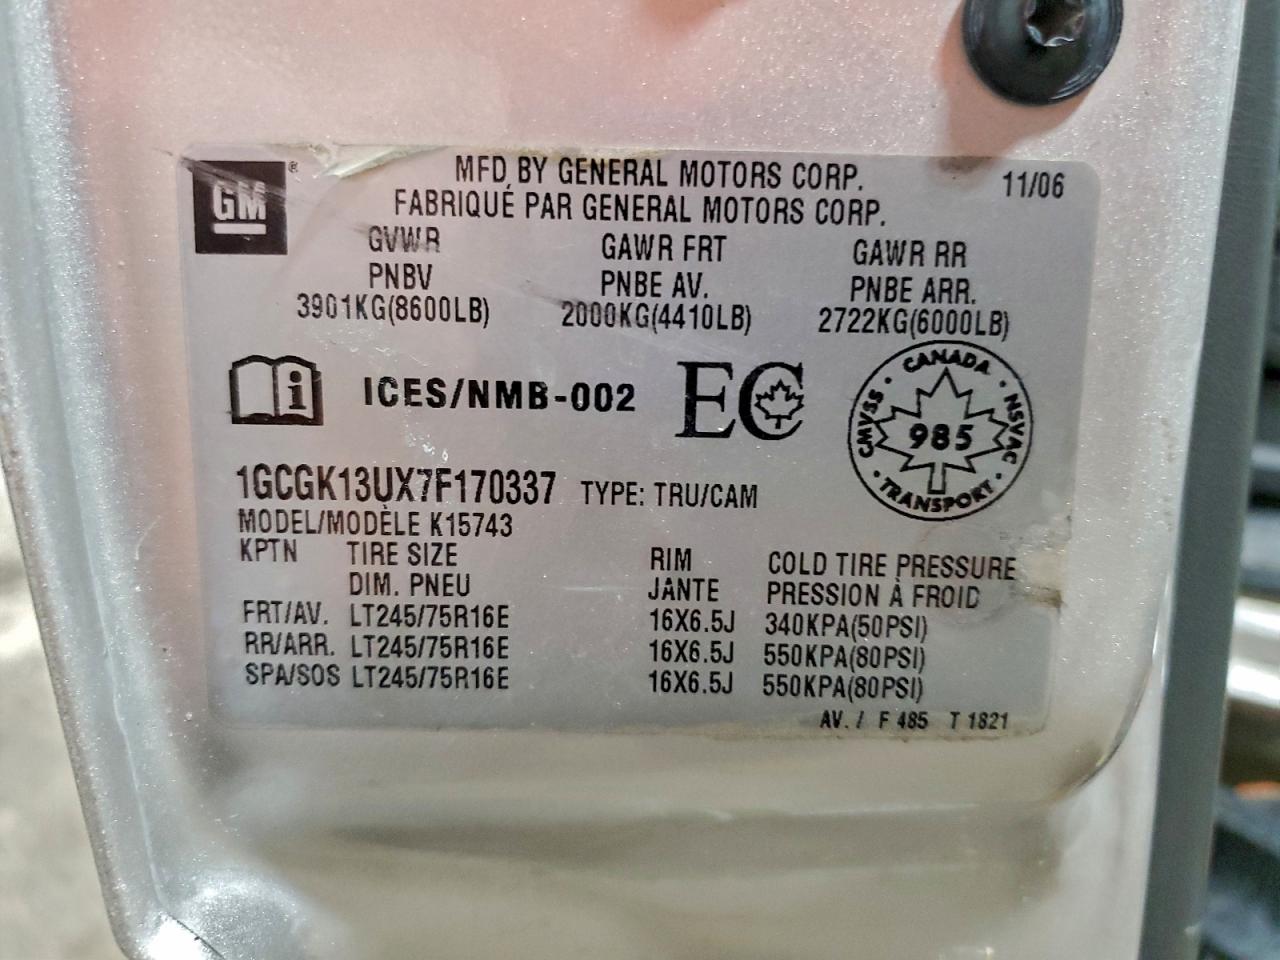 GM ®
MFD BY GENERAL MOTORS CORP. 11/06
FABRIQUÉ PAR GENERAL MOTORS CORP.
GVWR GAWR FRT GAWR RR
PNBV PNBE AV. PNBE ARR.
3901KG(8600LB) 2000KG(4410LB) 2722KG(6000LB)
ICES/NMB-002 EC
CANADA
CMVSS 985 NSVAC
TRANSPORT
1GCGK13UX7F170337 TYPE: TRU/CAM
MODEL/MODÈLE K15743
KPTN TIRE SIZE RIM COLD TIRE PRESSURE
DIM. PNEU JANTE PRESSION À FROID
FRT/AV. LT245/75R16E 16X6.5J 340KPA(50PSI)
RR/ARR. LT245/75R16E 16X6.5J 550KPA(80PSI)
SPA/SOS LT245/75R16E 16X6.5J 550KPA(80PSI)
AV. / F 485 T 1821